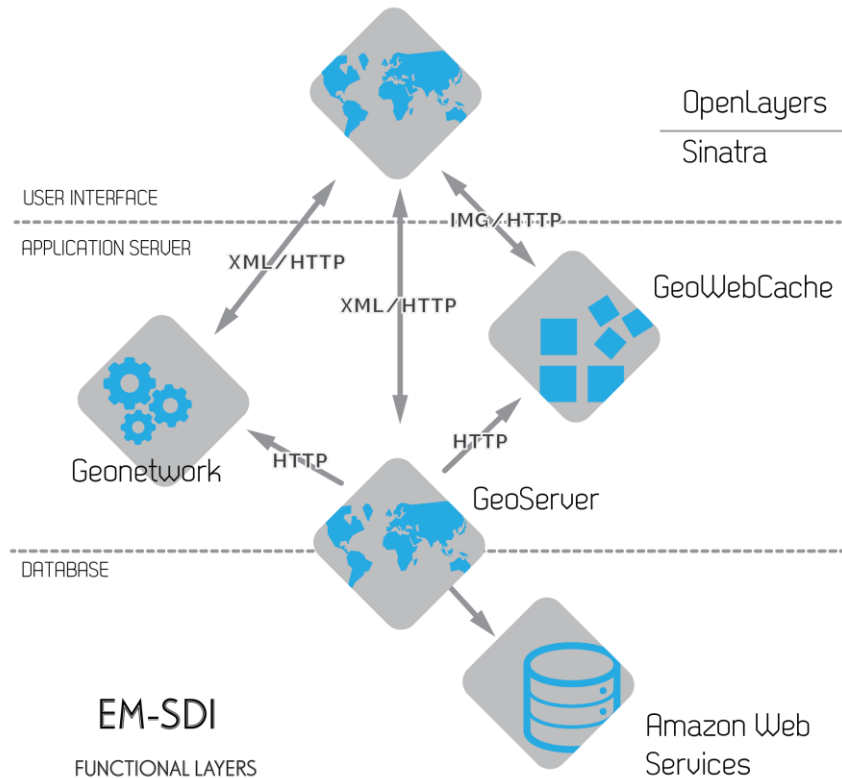 OpenLayers
Sinatra
USER INTERFACE
IMG/HTTP
APPLICATION SERVER
XML/HTTP
GeoWebCache
XML/HTTP
HTTP
HTTP
Geonetwork
GeoServer
DATABASE
EM-SDI
Amazon Web
Services
FUNCTIONAL LAYERS